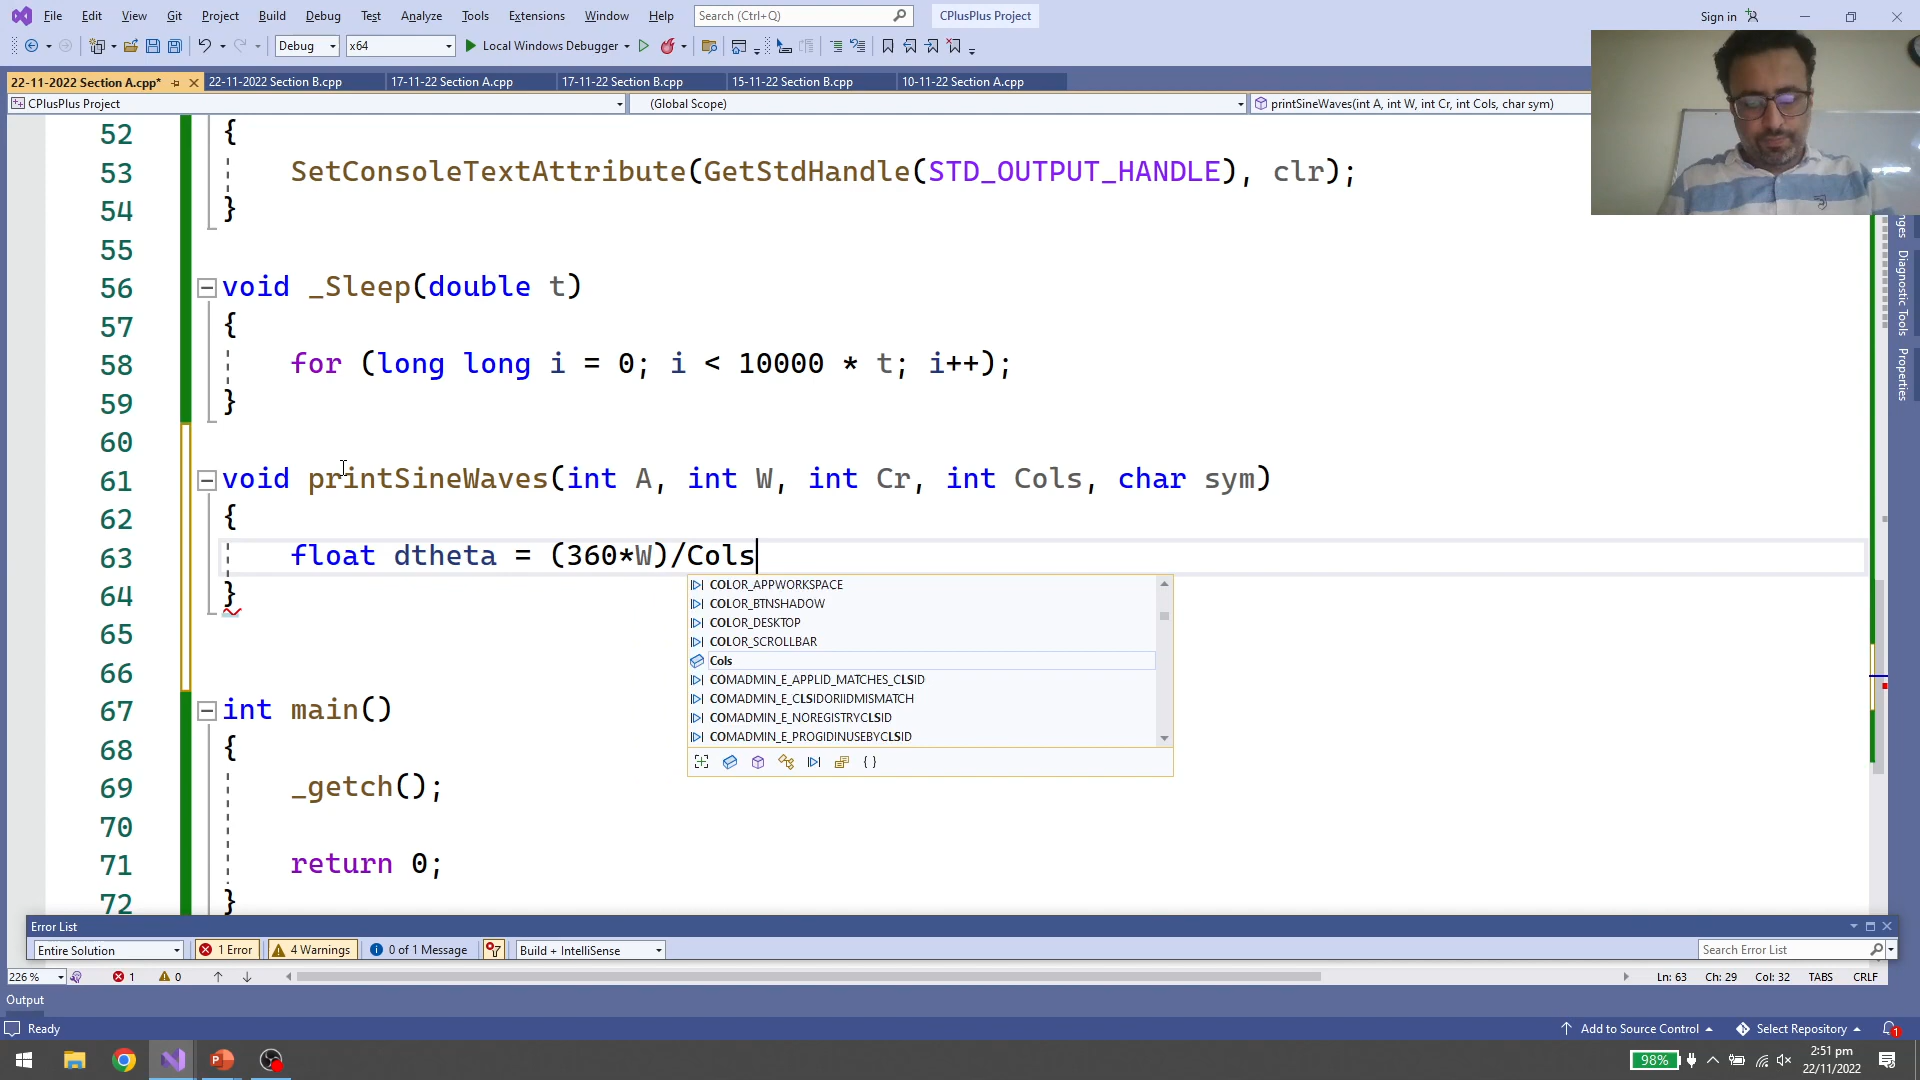 File Edit View Git Project Build Debug Test Analyze Tools Extensions Window Help Search (Ctrl+Q) CPlusPlus Project Sign in
Debug x64 Local Windows Debugger
22-11-2022 Section A.cpp* 22-11-2022 Section B.cpp 17-11-22 Section A.cpp 17-11-22 Section B.cpp 15-11-22 Section B.cpp 10-11-22 Section A.cpp
CPlusPlus Project (Global Scope) printSineWaves(int A, int W, int Cr, int Cols, char sym)
52 {
53 SetConsoleTextAttribute(GetStdHandle(STD_OUTPUT_HANDLE), clr);
54 }
55
56 void _Sleep(double t)
57 {
58 for (long long i = 0; i < 10000 * t; i++);
59 }
60
61 void printSineWaves(int A, int W, int Cr, int Cols, char sym)
62 {
63 float dtheta = (360*W)/Cols
64 }
65
66
67 int main()
68 {
69 _getch();
70
71 return 0;
72 }
COLOR_APPWORKSPACE
COLOR_BTNSHADOW
COLOR_DESKTOP
COLOR_SCROLLBAR
Cols
COMADMIN_E_APPLID_MATCHES_CLSID
COMADMIN_E_CLSIDORIIDMISMATCH
COMADMIN_E_NOREGISTRYCLSID
COMADMIN_E_PROGIDINUSEBYCLSID
{ }
Diagnostic Tools
Properties
Error List
Entire Solution 1 Error 4 Warnings 0 of 1 Message Build + IntelliSense Search Error List
226 % 1 0 Ln: 63 Ch: 29 Col: 32 TABS CRLF
Output
Ready Add to Source Control Select Repository 1
98% 2:51 pm
22/11/2022